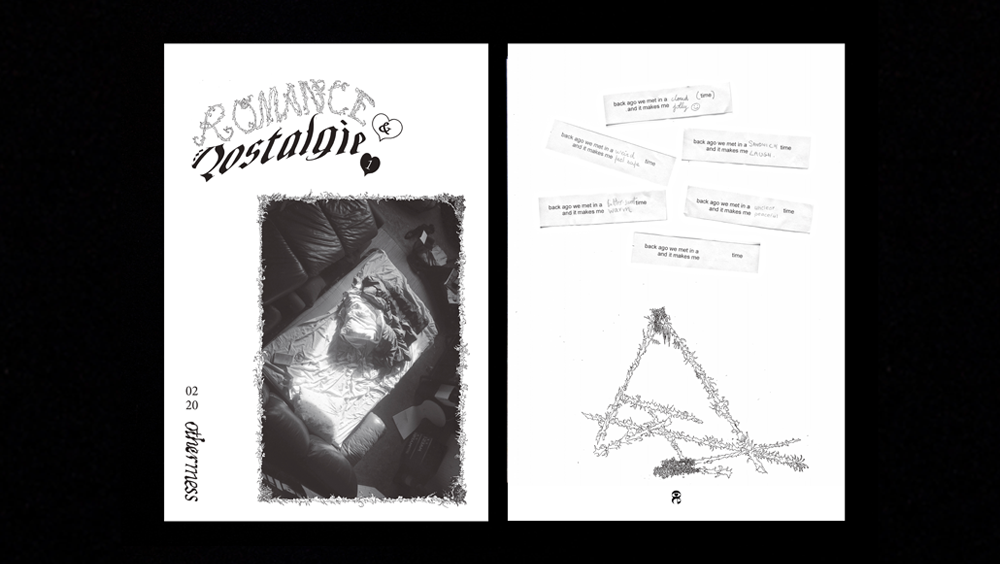 ROMANCE
&
Nostalgie
1
02
20
otherness
back ago we met in a cloud (time)
and it makes me giddy
back ago we met in a weird time
and it makes me feel safe
back ago we met in a SANDWICH time
and it makes me LAUGH
back ago we met in a time
and it makes me warm
back ago we met in a time
and it makes me peaceful
back ago we met in a time
and it makes me